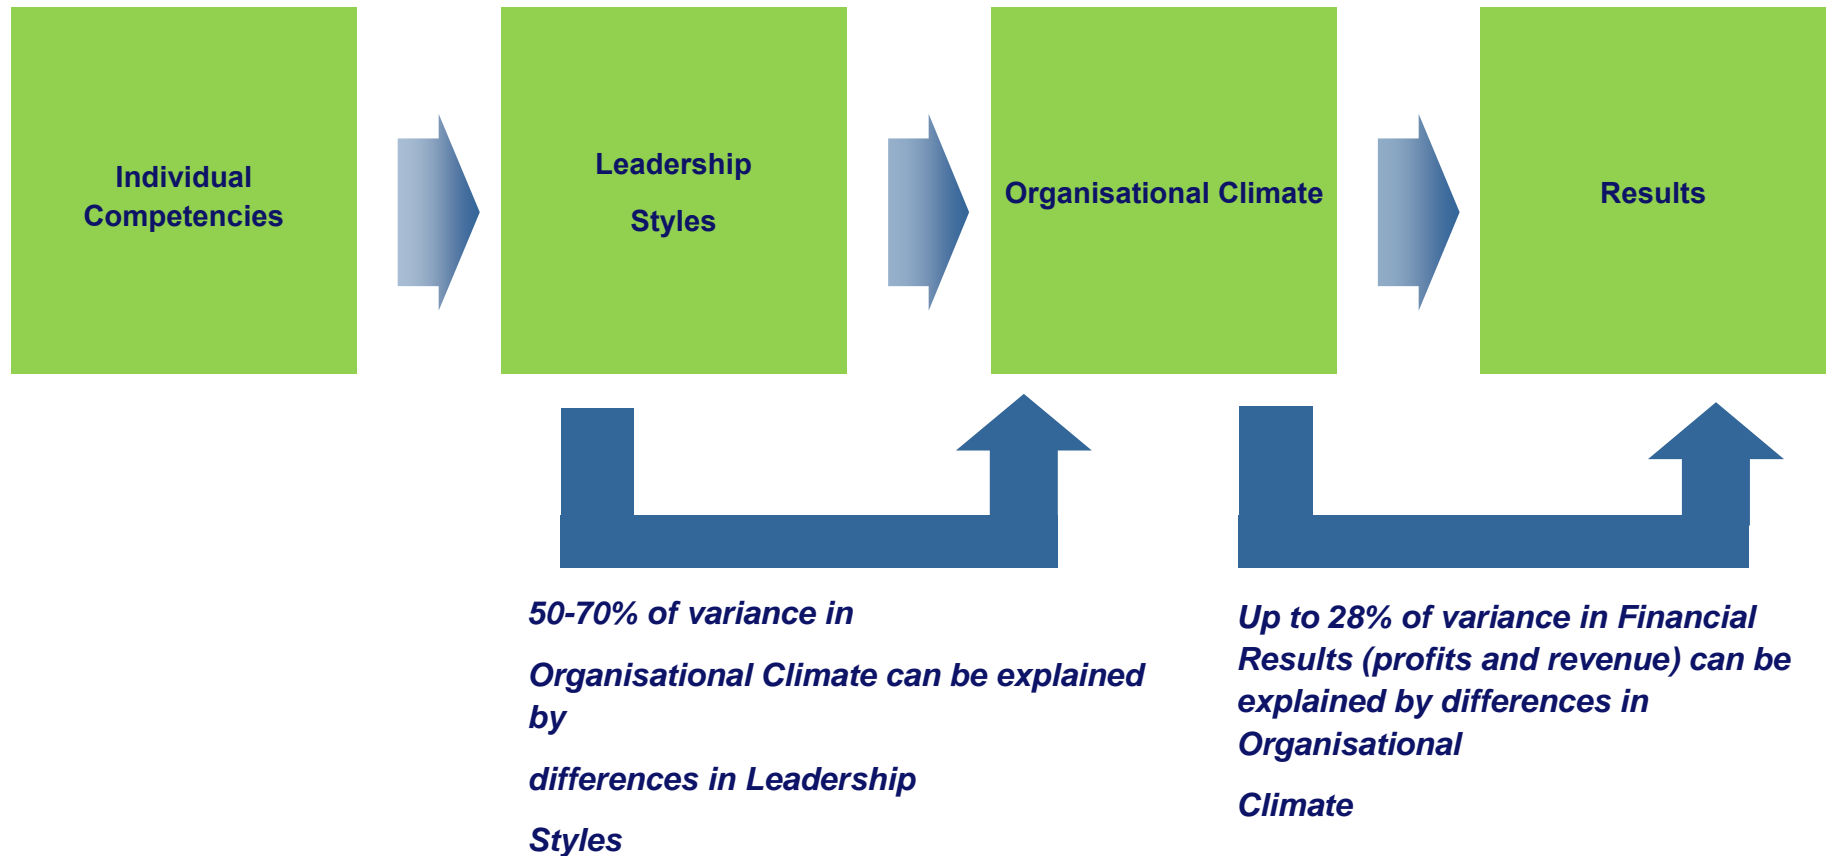 Individual
Competencies
Leadership
Styles
Organisational Climate
Results
50-70% of variance in
Organisational Climate can be explained
by
differences in Leadership
Styles
Up to 28% of variance in Financial
Results (profits and revenue) can be
explained by differences in
Organisational
Climate